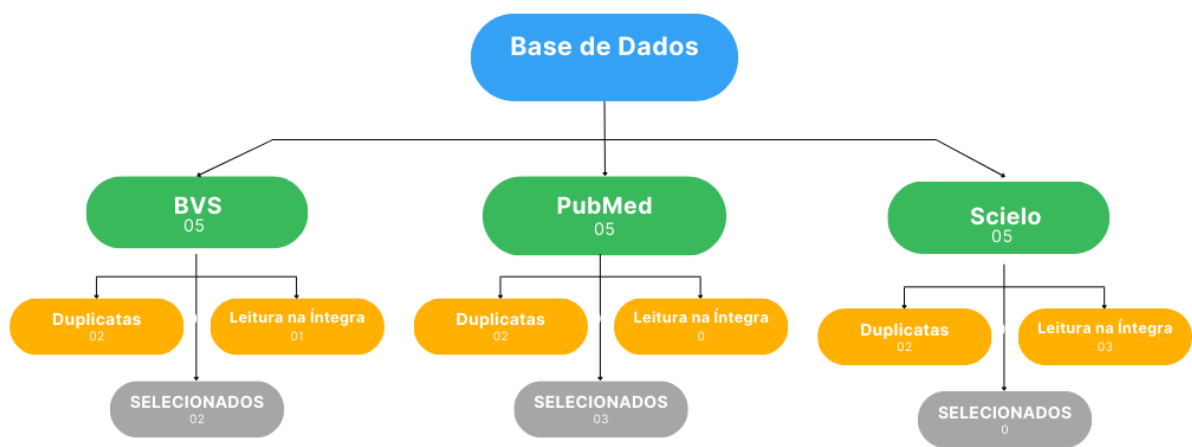 Base de Dados
BVS
05
PubMed
05
Scielo
05
Duplicatas
02
Leitura na Íntegra
01
Duplicatas
02
Leitura na Íntegra
0
Duplicatas
02
Leitura na Íntegra
03
SELECIONADOS
02
SELECIONADOS
03
SELECIONADOS
0